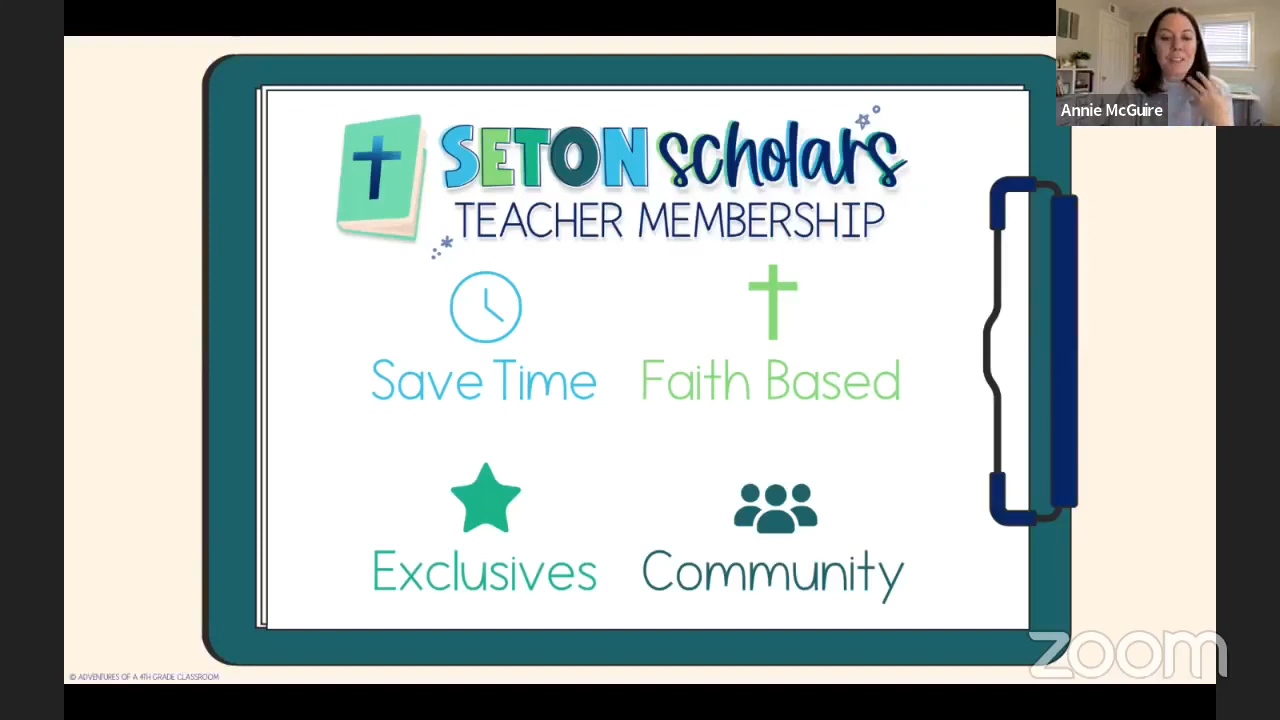 Annie McGuire
SETON scholars
TEACHER MEMBERSHIP
Save Time
Faith Based
Exclusives
Community
zoom
© ADVENTURES OF A 4TH GRADE CLASSROOM